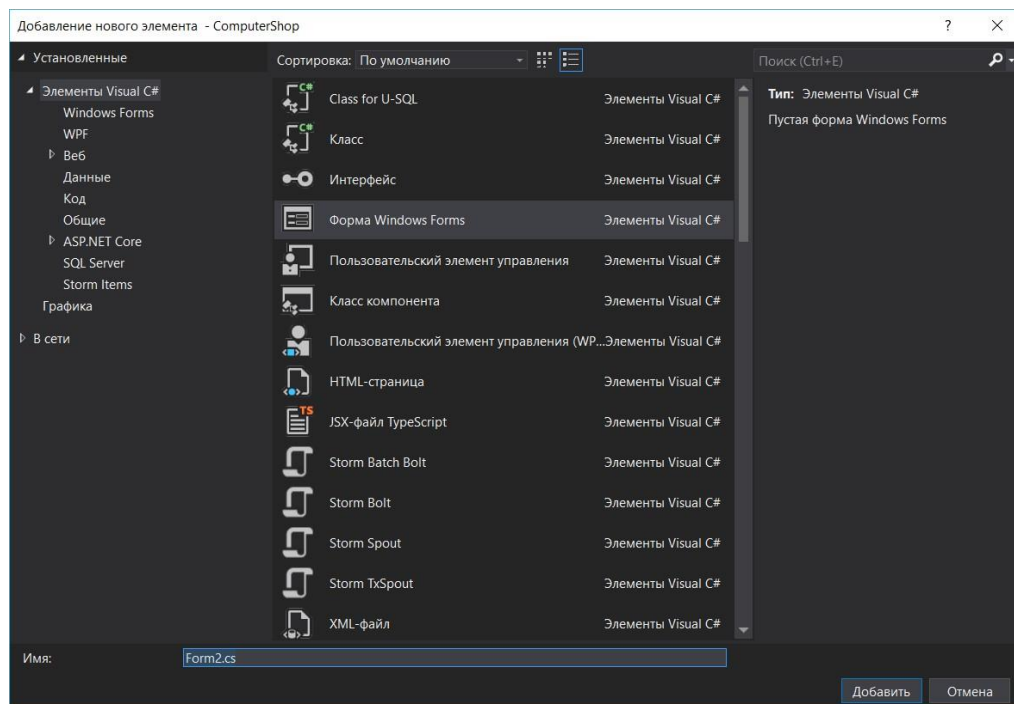 Добавление нового элемента - ComputerShop
?
Установленные
Элементы Visual C#
Windows Forms
WPF
Веб
Данные
Код
Общие
ASP.NET Core
SQL Server
Storm Items
Графика
В сети
Сортировка: По умолчанию
Class for U-SQL Элементы Visual C#
Класс Элементы Visual C#
Интерфейс Элементы Visual C#
Форма Windows Forms Элементы Visual C#
Пользовательский элемент управления Элементы Visual C#
Класс компонента Элементы Visual C#
Пользовательский элемент управления (WP...Элементы Visual C#
HTML-страница Элементы Visual C#
JSX-файл TypeScript Элементы Visual C#
Storm Batch Bolt Элементы Visual C#
Storm Bolt Элементы Visual C#
Storm Spout Элементы Visual C#
Storm TxSpout Элементы Visual C#
XML-файл Элементы Visual C#
Поиск (Ctrl+E)
Тип: Элементы Visual C#
Пустая форма Windows Forms
Имя: Form2.cs
Добавить Отмена